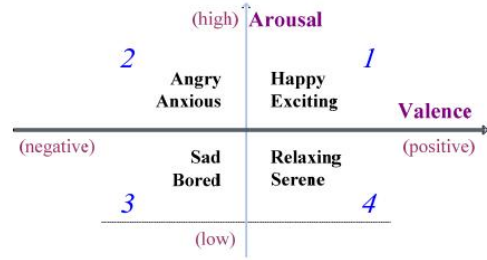 (high) Arousal
2 1
Angry Happy
Anxious Exciting
Valence
(negative) (positive)
Sad Relaxing
Bored Serene
3 4
(low)